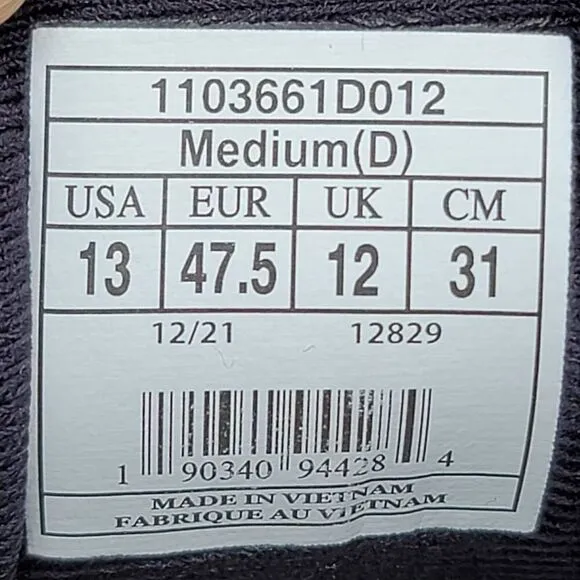 1103661D012
Medium(D)
USA EUR UK CM
13 47.5 12 31
12/21 12829
1 90340 94428 4
MADE IN VIETNAM
FABRIQUE AU VIETNAM